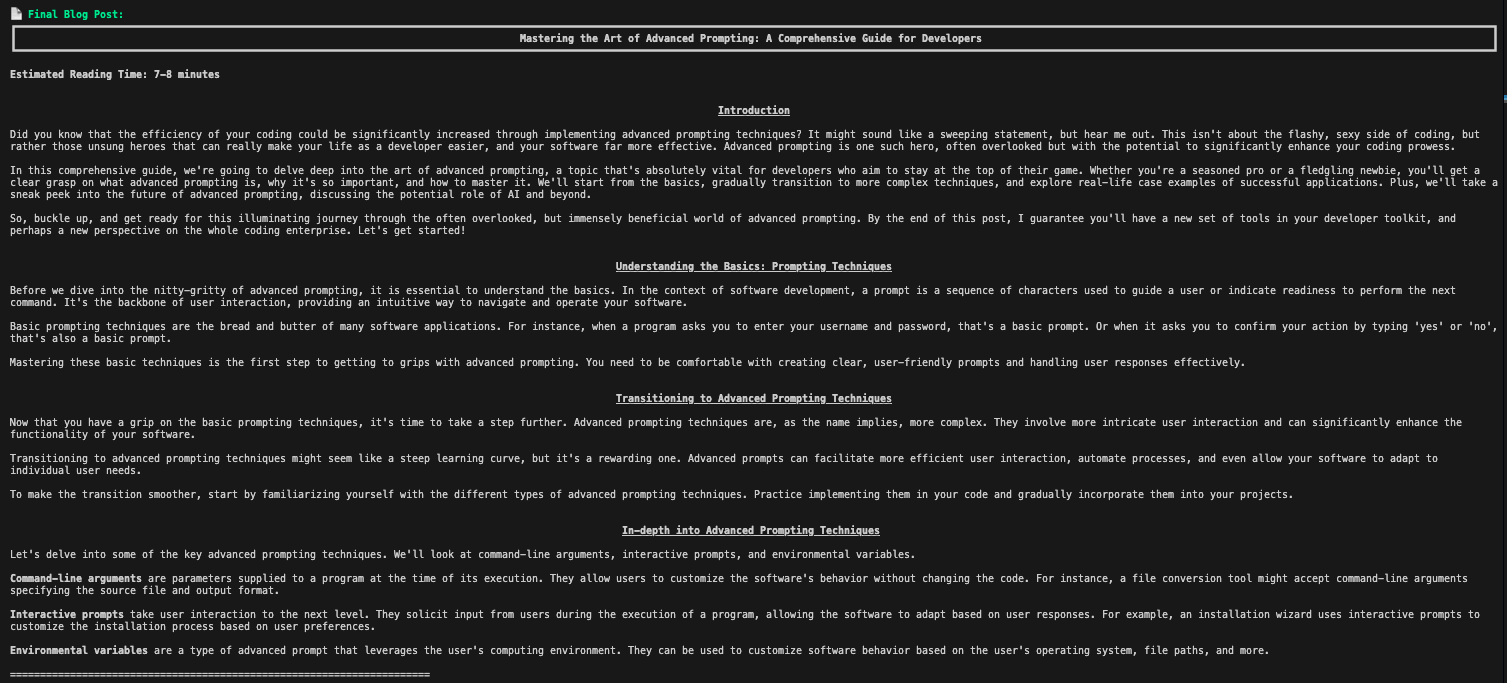 Final Blog Post:
Mastering the Art of Advanced Prompting: A Comprehensive Guide for Developers
Estimated Reading Time: 7-8 minutes
Introduction
Did you know that the efficiency of your coding could be significantly increased through implementing advanced prompting techniques? It might sound like a sweeping statement, but hear me out. This isn't about the flashy, sexy side of coding, but
rather those unsung heroes that can really make your life as a developer easier, and your software far more effective. Advanced prompting is one such hero, often overlooked but with the potential to significantly enhance your coding prowess.
In this comprehensive guide, we're going to delve deep into the art of advanced prompting, a topic that's absolutely vital for developers who aim to stay at the top of their game. Whether you're a seasoned pro or a fledgling newbie, you'll get a
clear grasp on what advanced prompting is, why it's so important, and how to master it. We'll start from the basics, gradually transition to more complex techniques, and explore real-life case examples of successful applications. Plus, we'll take a
sneak peek into the future of advanced prompting, discussing the potential role of AI and beyond.
So, buckle up, and get ready for this illuminating journey through the often overlooked, but immensely beneficial world of advanced prompting. By the end of this post, I guarantee you'll have a new set of tools in your developer toolkit, and
perhaps a new perspective on the whole coding enterprise. Let's get started!
Understanding the Basics: Prompting Techniques
Before we dive into the nitty-gritty of advanced prompting, it is essential to understand the basics. In the context of software development, a prompt is a sequence of characters used to guide a user or indicate readiness to perform the next
command. It's the backbone of user interaction, providing an intuitive way to navigate and operate your software.
Basic prompting techniques are the bread and butter of many software applications. For instance, when a program asks you to enter your username and password, that's a basic prompt. Or when it asks you to confirm your action by typing 'yes' or 'no',
that's also a basic prompt.
Mastering these basic techniques is the first step to getting to grips with advanced prompting. You need to be comfortable with creating clear, user-friendly prompts and handling user responses effectively.
Transitioning to Advanced Prompting Techniques
Now that you have a grip on the basic prompting techniques, it's time to take a step further. Advanced prompting techniques are, as the name implies, more complex. They involve more intricate user interaction and can significantly enhance the
functionality of your software.
Transitioning to advanced prompting techniques might seem like a steep learning curve, but it's a rewarding one. Advanced prompts can facilitate more efficient user interaction, automate processes, and even allow your software to adapt to
individual user needs.
To make the transition smoother, start by familiarizing yourself with the different types of advanced prompting techniques. Practice implementing them in your code and gradually incorporate them into your projects.
In-depth into Advanced Prompting Techniques
Let's delve into some of the key advanced prompting techniques. We'll look at command-line arguments, interactive prompts, and environmental variables.
Command-line arguments are parameters supplied to a program at the time of its execution. They allow users to customize the software's behavior without changing the code. For instance, a file conversion tool might accept command-line arguments
specifying the source file and output format.
Interactive prompts take user interaction to the next level. They solicit input from users during the execution of a program, allowing the software to adapt based on user responses. For example, an installation wizard uses interactive prompts to
customize the installation process based on user preferences.
Environmental variables are a type of advanced prompt that leverages the user's computing environment. They can be used to customize software behavior based on the user's operating system, file paths, and more.
======================================================================